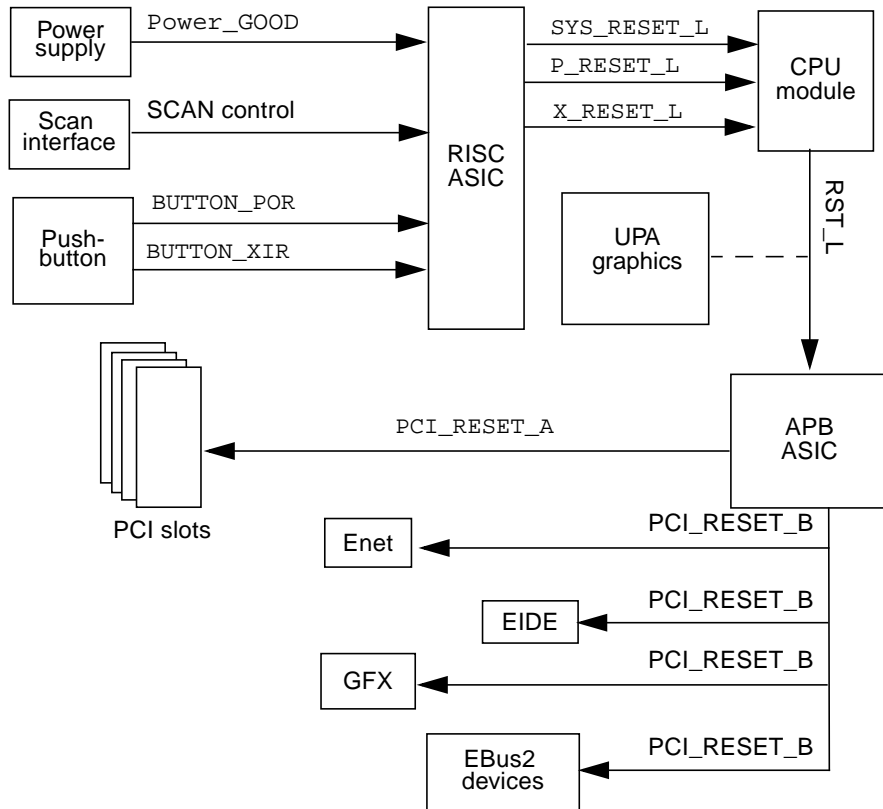 Power
supply
Power_GOOD
SYS_RESET_L
P_RESET_L
X_RESET_L
CPU
module
Scan
interface
SCAN control
RISC
ASIC
BUTTON_POR
BUTTON_XIR
Push-
button
UPA
graphics
RST_L
PCI_RESET_A
APB
ASIC
PCI slots
PCI_RESET_B
Enet
PCI_RESET_B
EIDE
PCI_RESET_B
GFX
PCI_RESET_B
EBus2
devices